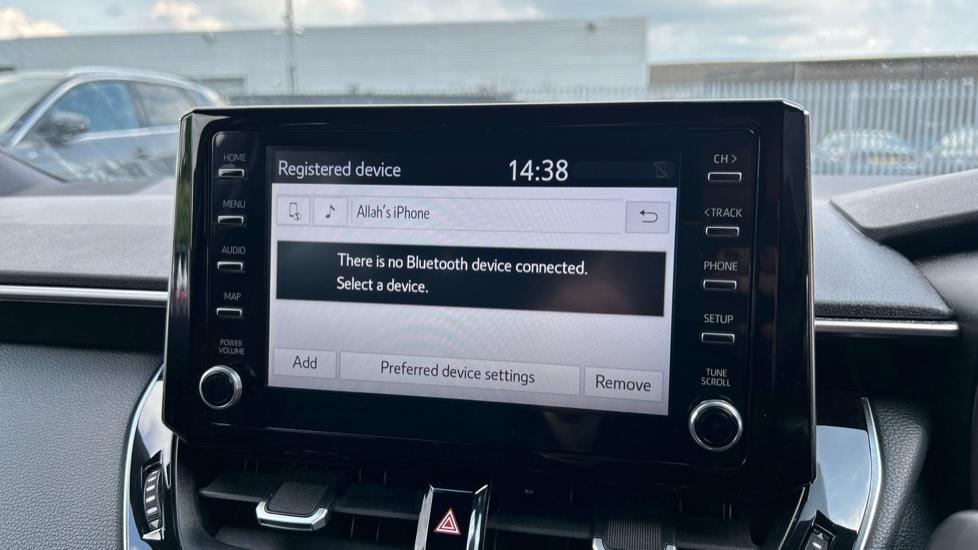 HOME
MENU
AUDIO
MAP
POWER
VOLUME
Registered device 14:38
Allah's iPhone
There is no Bluetooth device connected.
Select a device.
Add Preferred device settings Remove
CH >
< TRACK
PHONE
SETUP
TUNE
SCROLL